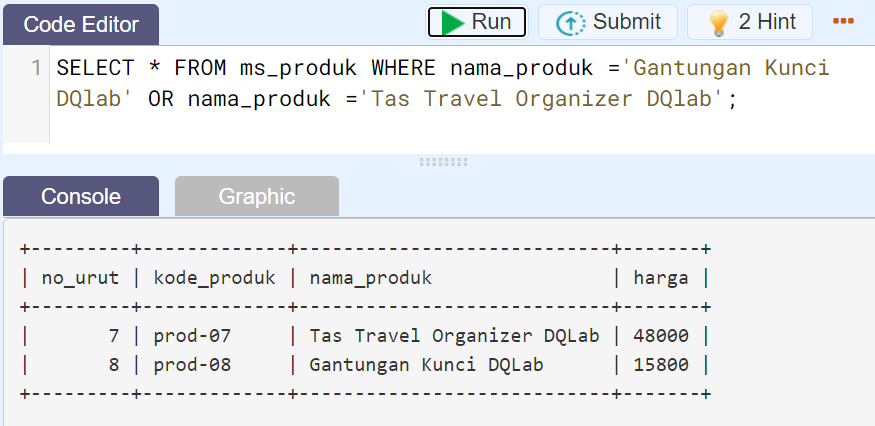 Code Editor
Run
Submit
2 Hint
1 SELECT * FROM ms_produk WHERE nama_produk ='Gantungan Kunci
DQlab' OR nama_produk ='Tas Travel Organizer DQlab';
Console
Graphic
+---------+-------------+----------------------------+-------+
| no_urut | kode_produk | nama_produk                | harga |
+---------+-------------+----------------------------+-------+
|       7 | prod-07     | Tas Travel Organizer DQLab | 48000 |
|       8 | prod-08     | Gantungan Kunci DQLab      | 15800 |
+---------+-------------+----------------------------+-------+